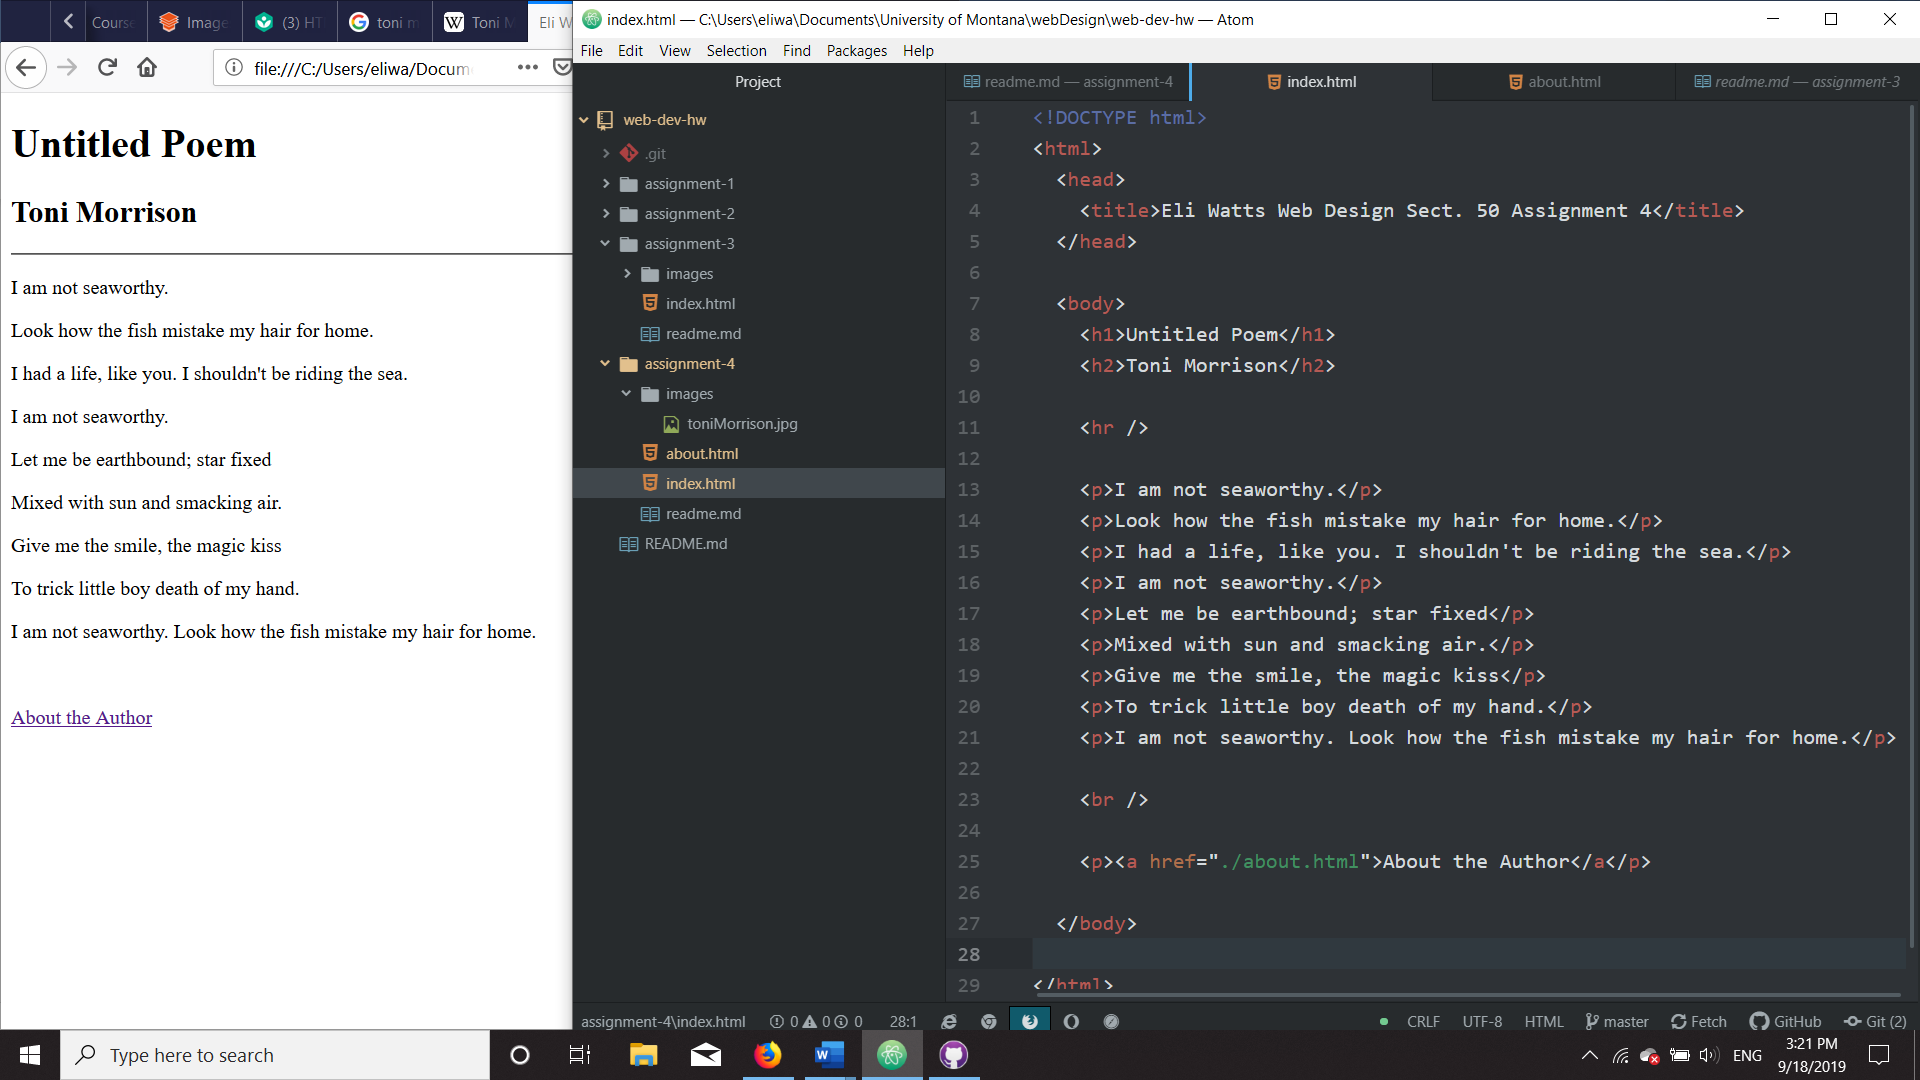 Cours
Image
(3) HT
toni m
Toni M
Eli W
file:///C:/Users/eliwa/Docum
Untitled Poem
Toni Morrison
I am not seaworthy.
Look how the fish mistake my hair for home.
I had a life, like you. I shouldn't be riding the sea.
I am not seaworthy.
Let me be earthbound; star fixed
Mixed with sun and smacking air.
Give me the smile, the magic kiss
To trick little boy death of my hand.
I am not seaworthy. Look how the fish mistake my hair for home.
About the Author
index.html — C:\Users\eliwa\Documents\University of Montana\webDesign\web-dev-hw — Atom
File Edit View Selection Find Packages Help
Project
web-dev-hw
.git
assignment-1
assignment-2
assignment-3
images
index.html
readme.md
assignment-4
images
toniMorrison.jpg
about.html
index.html
readme.md
README.md
readme.md — assignment-4
index.html
about.html
readme.md — assignment-3
1 <!DOCTYPE html>
2 <html>
3 <head>
4 <title>Eli Watts Web Design Sect. 50 Assignment 4</title>
5 </head>
6
7 <body>
8 <h1>Untitled Poem</h1>
9 <h2>Toni Morrison</h2>
10
11 <hr />
12
13 <p>I am not seaworthy.</p>
14 <p>Look how the fish mistake my hair for home.</p>
15 <p>I had a life, like you. I shouldn't be riding the sea.</p>
16 <p>I am not seaworthy.</p>
17 <p>Let me be earthbound; star fixed</p>
18 <p>Mixed with sun and smacking air.</p>
19 <p>Give me the smile, the magic kiss</p>
20 <p>To trick little boy death of my hand.</p>
21 <p>I am not seaworthy. Look how the fish mistake my hair for home.</p>
22
23 <br />
24
25 <p><a href="./about.html">About the Author</a</p>
26
27 </body>
28
29 </html>
assignment-4\index.html 0 0 0 28:1 CRLF UTF-8 HTML master Fetch GitHub Git (2)
Type here to search
ENG
3:21 PM
9/18/2019